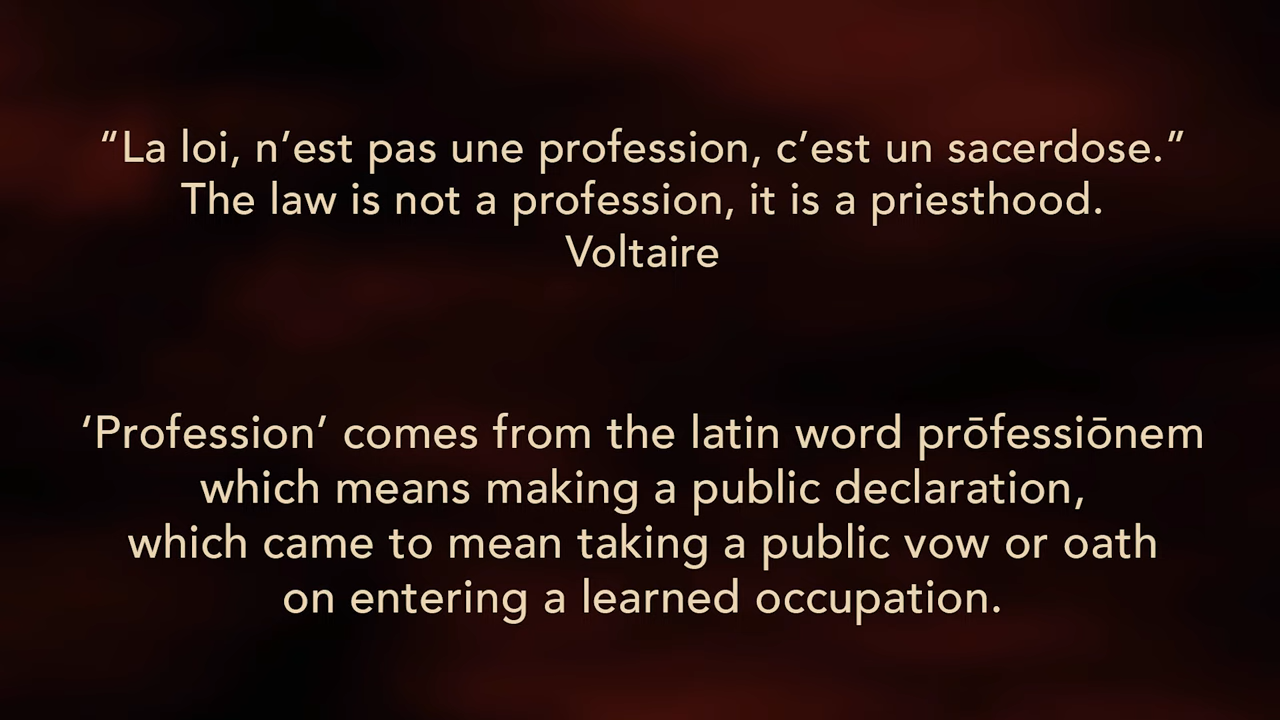 “La loi, n’est pas une profession, c’est un sacerdose.”
The law is not a profession, it is a priesthood.
Voltaire
‘Profession’ comes from the latin word prōfessiōnem
which means making a public declaration,
which came to mean taking a public vow or oath
on entering a learned occupation.